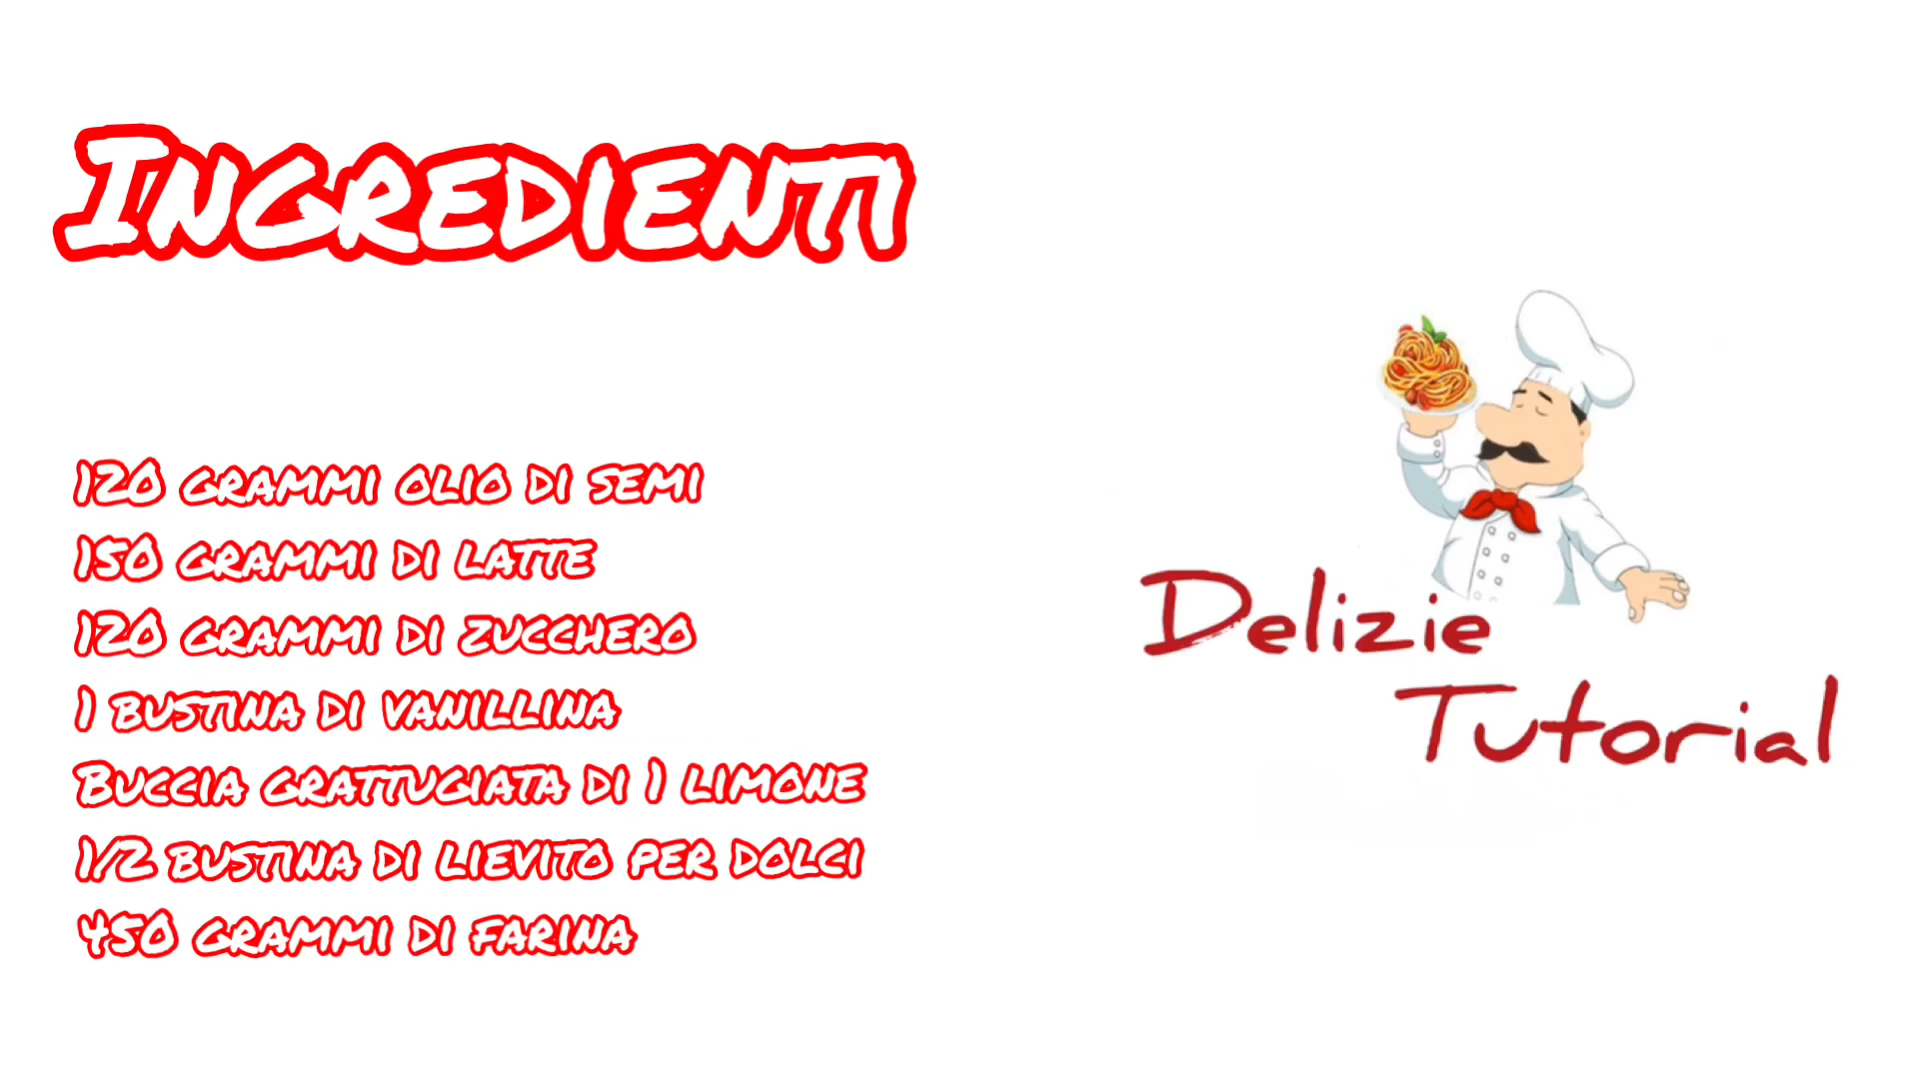 Ingredienti
120 grammi olio di semi
150 grammi di latte
120 grammi di zucchero
1 bustina di vanillina
Buccia grattugiata di 1 limone
1/2 bustina di lievito per dolci
450 grammi di farina
Delizie
Tutorial